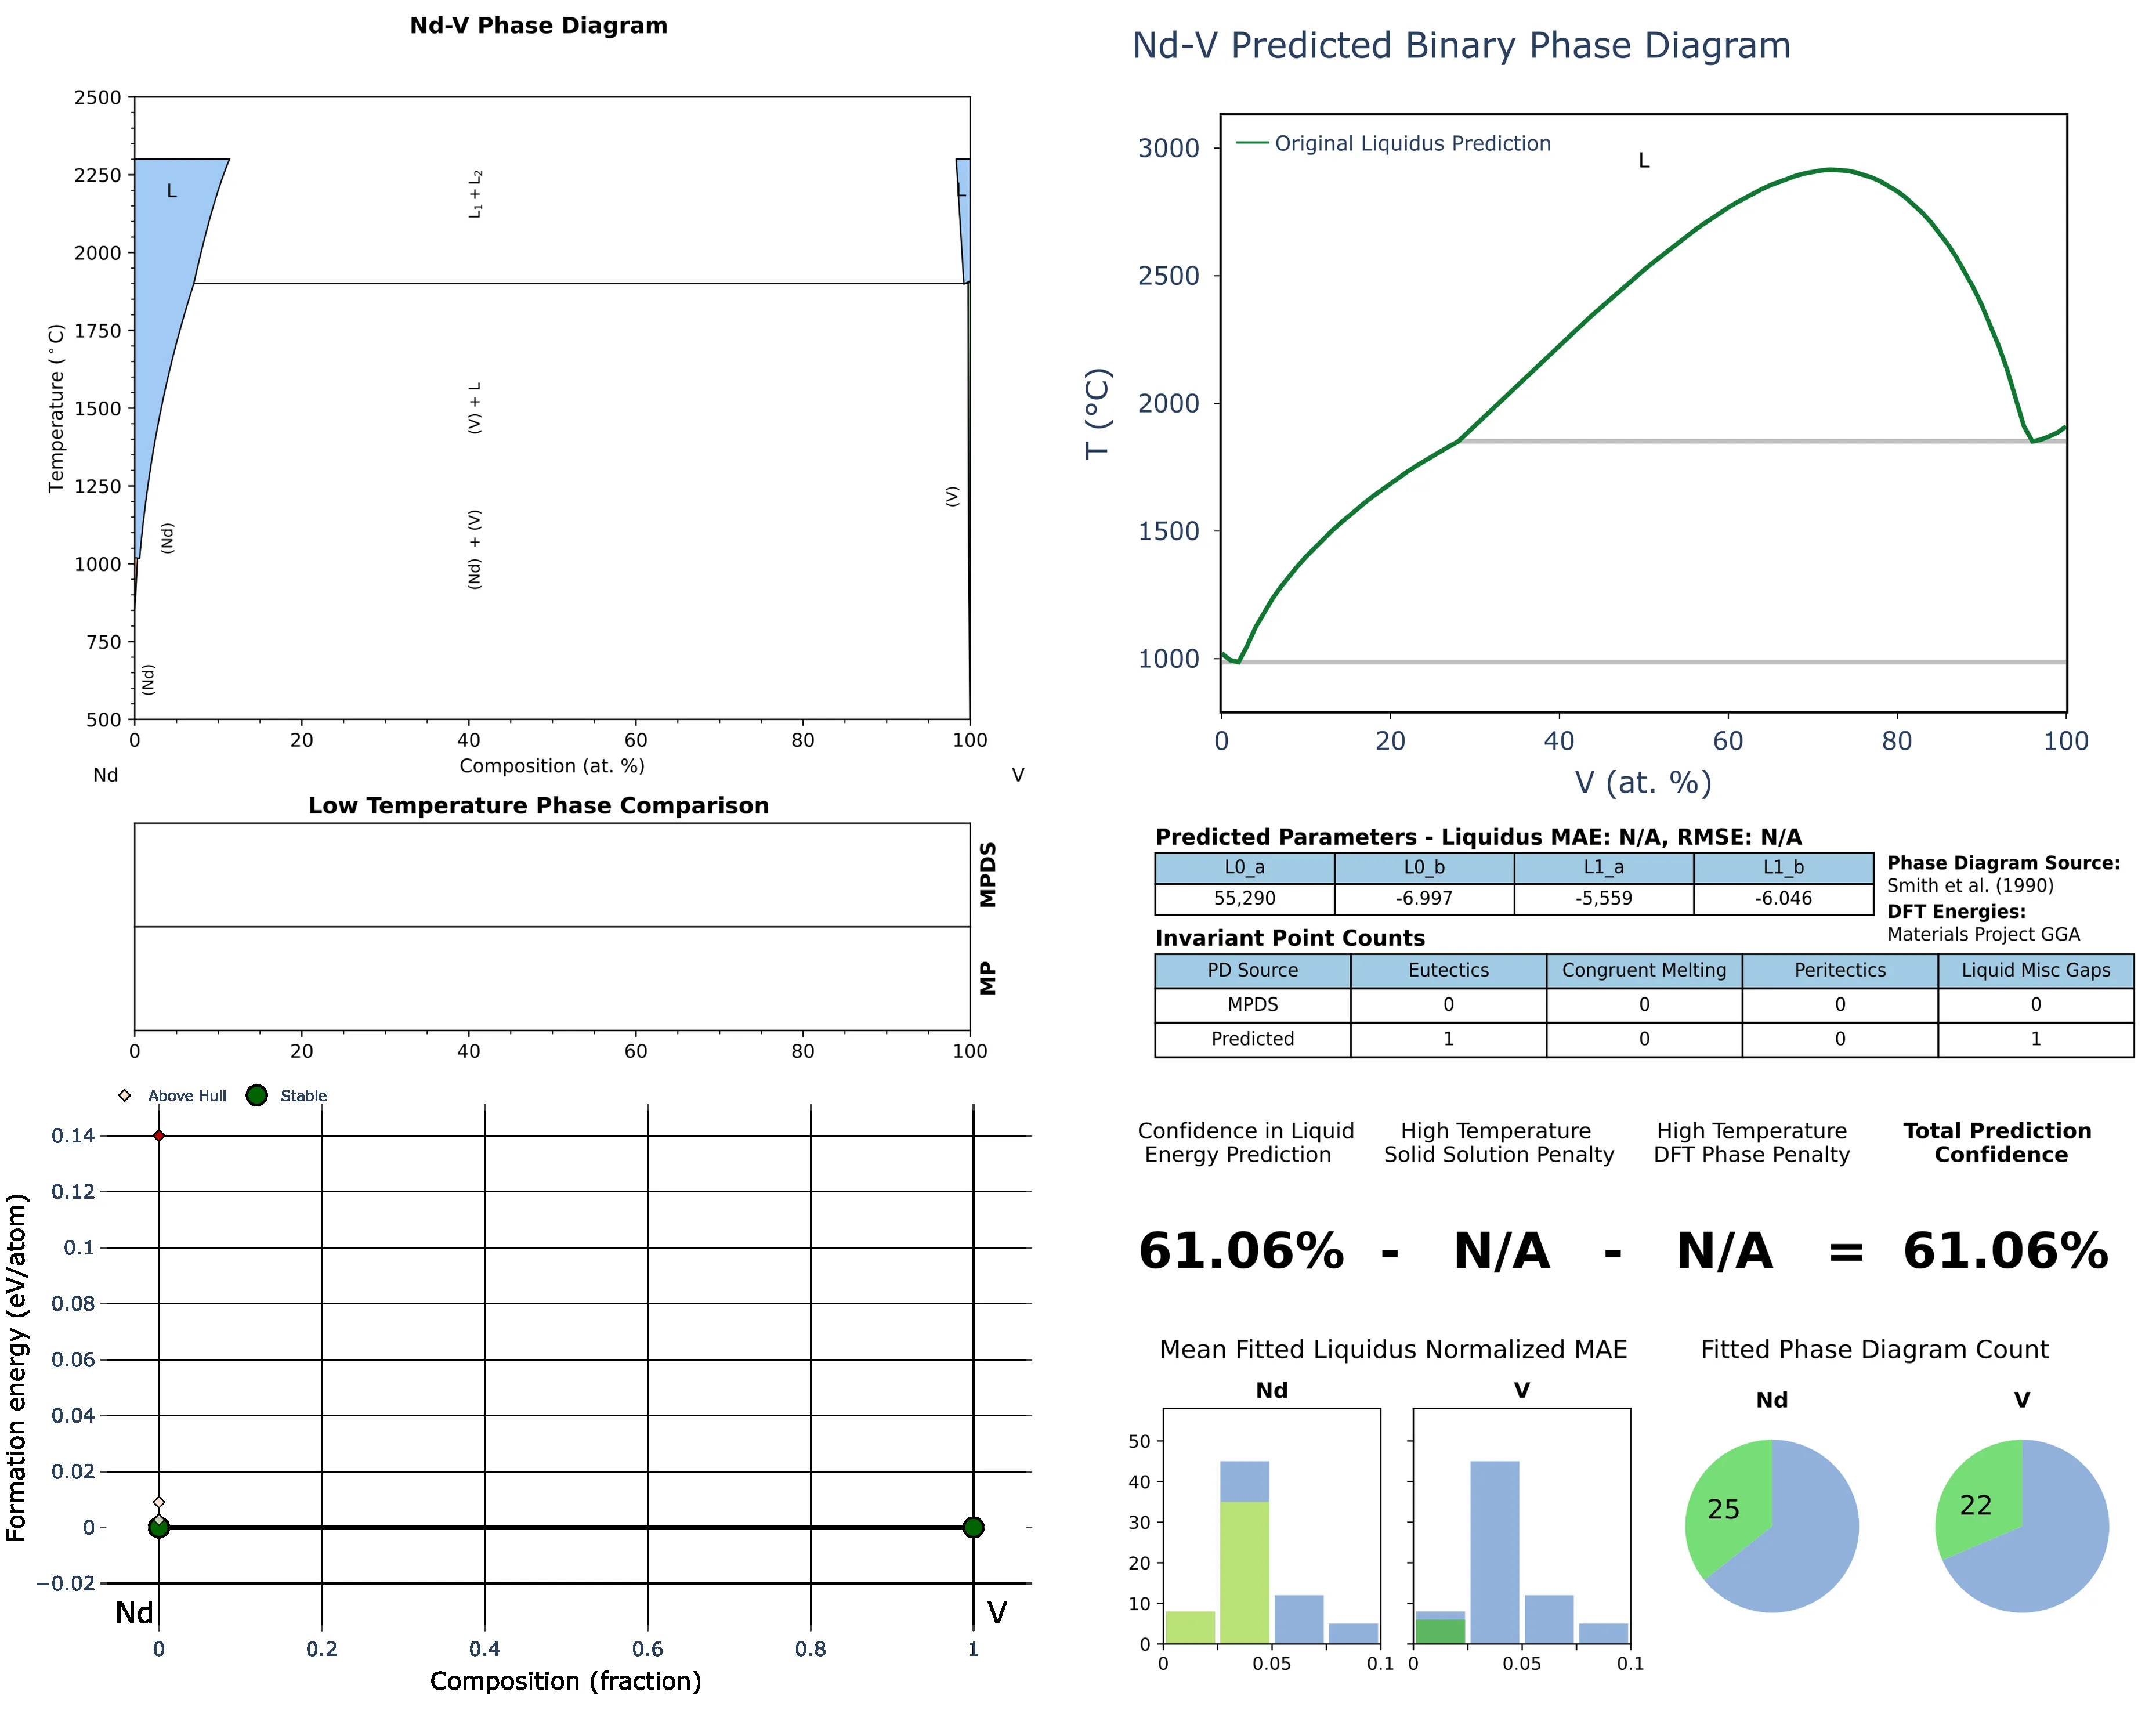 Nd-V Phase Diagram
2500
2250
2000
1750
1500
1250
1000
750
500
Temperature (°C)
L
L1 + L2
L
(V) + L
(Nd)
(Nd) + (V)
(V)
(Nd)
0 20 40 60 80 100
Composition (at. %)
Nd V
Low Temperature Phase Comparison
MPDS
MP
0 20 40 60 80 100
Above Hull Stable
0.14
0.12
0.1
0.08
0.06
0.04
0.02
0
−0.02
Formation energy (eV/atom)
Nd V
0 0.2 0.4 0.6 0.8 1
Composition (fraction)
Nd-V Predicted Binary Phase Diagram
Original Liquidus Prediction
L
3000
2500
2000
1500
1000
T (°C)
0 20 40 60 80 100
V (at. %)
Predicted Parameters - Liquidus MAE: N/A, RMSE: N/A
L0_a L0_b L1_a L1_b
55,290 -6.997 -5,559 -6.046
Phase Diagram Source:
Smith et al. (1990)
DFT Energies:
Materials Project GGA
Invariant Point Counts
PD Source Eutectics Congruent Melting Peritectics Liquid Misc Gaps
MPDS 0 0 0 0
Predicted 1 0 0 1
Confidence in Liquid
Energy Prediction
High Temperature
Solid Solution Penalty
High Temperature
DFT Phase Penalty
Total Prediction
Confidence
61.06% - N/A - N/A = 61.06%
Mean Fitted Liquidus Normalized MAE
Nd V
50
40
30
20
10
0
0 0.05 0.1 0 0.05 0.1
Fitted Phase Diagram Count
Nd V
25 22